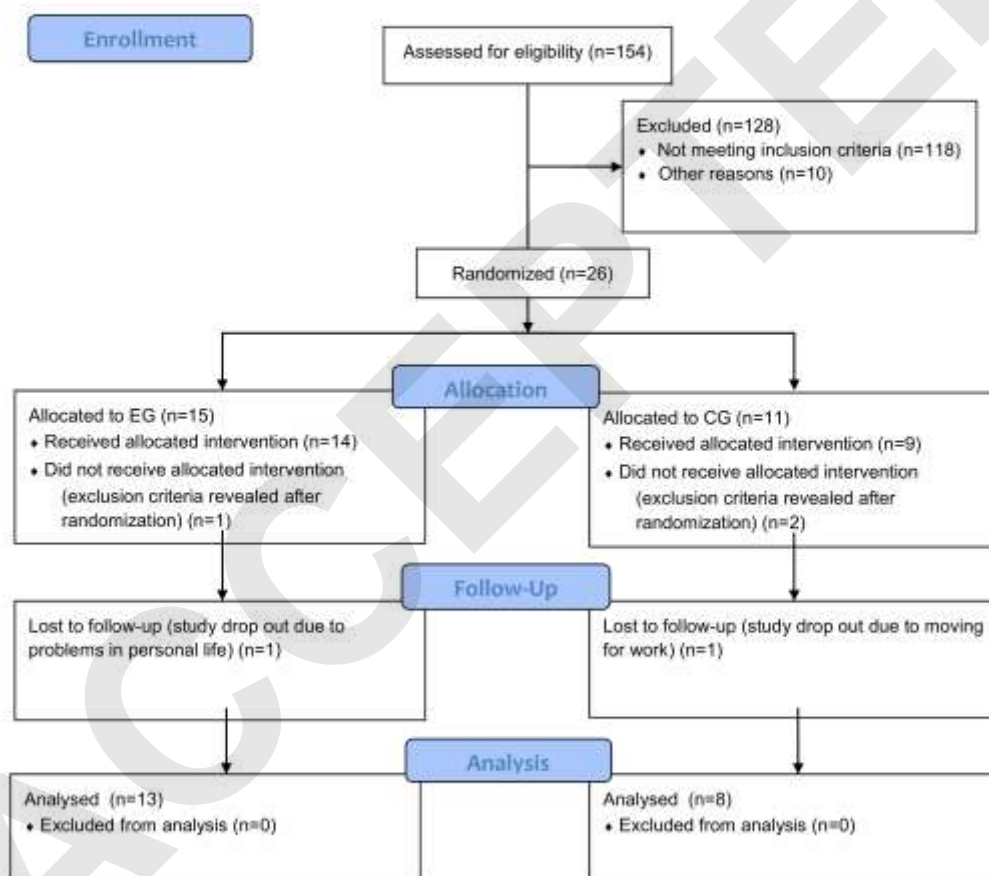 Enrollment
Assessed for eligibility (n=154)
Excluded (n=128)
♦ Not meeting inclusion criteria (n=118)
♦ Other reasons (n=10)
Randomized (n=26)
Allocation
Allocated to EG (n=15)
♦ Received allocated intervention (n=14)
♦ Did not receive allocated intervention
(exclusion criteria revealed after
randomization) (n=1)
Allocated to CG (n=11)
♦ Received allocated intervention (n=9)
♦ Did not receive allocated intervention
(exclusion criteria revealed after
randomization) (n=2)
Follow-Up
Lost to follow-up (study drop out due to
problems in personal life) (n=1)
Lost to follow-up (study drop out due to moving
for work) (n=1)
Analysis
Analysed (n=13)
♦ Excluded from analysis (n=0)
Analysed (n=8)
♦ Excluded from analysis (n=0)
ACCEPTE